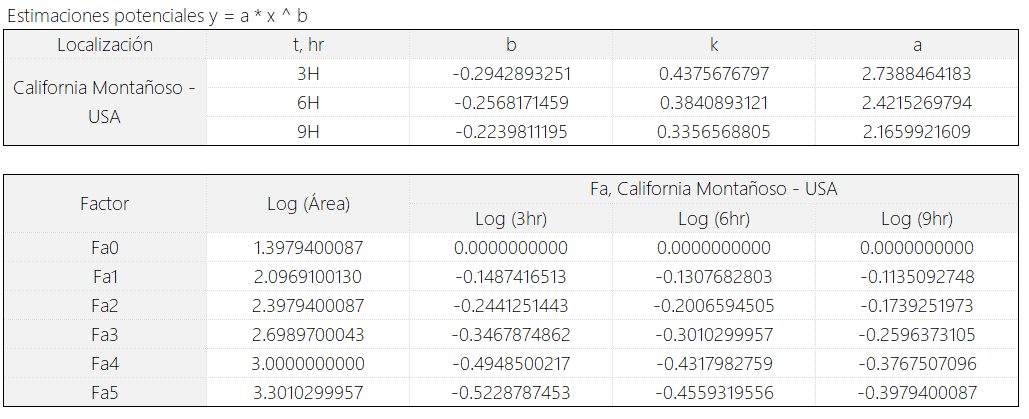 Estimaciones potenciales y = a * x ^ b
Localización t, hr b k a
California Montañoso - USA 3H -0.2942893251 0.4375676797 2.7388464183
6H -0.2568171459 0.3840893121 2.4215269794
9H -0.2239811195 0.3356568805 2.1659921609
Factor Log (Área) Fa, California Montañoso - USA
Log (3hr) Log (6hr) Log (9hr)
Fa0 1.3979400087 0.0000000000 0.0000000000 0.0000000000
Fa1 2.0969100130 -0.1487416513 -0.1307682803 -0.1135092748
Fa2 2.3979400087 -0.2441251443 -0.2006594505 -0.1739251973
Fa3 2.6989700043 -0.3467874862 -0.3010299957 -0.2596373105
Fa4 3.0000000000 -0.4948500217 -0.4317982759 -0.3767507096
Fa5 3.3010299957 -0.5228787453 -0.4559319556 -0.3979400087